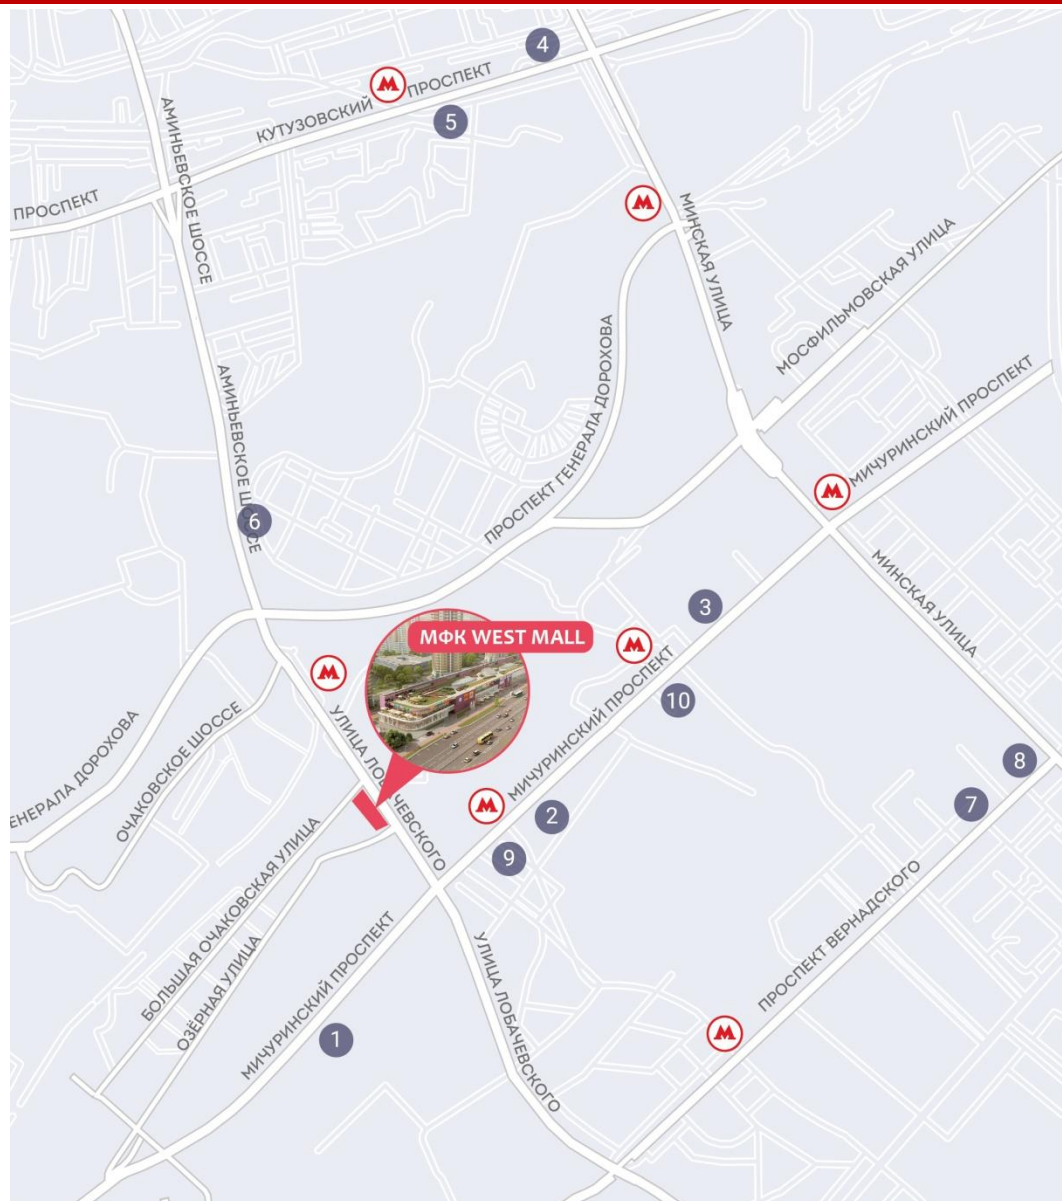 4
М
КУТУЗОВСКИЙ ПРОСПЕКТ
5
АМИНЬЕВСКОЕ ШОССЕ
ПРОСПЕКТ
М
МИНСКАЯ УЛИЦА
МОСФИЛЬМОВСКАЯ УЛИЦА
АМИНЬЕВСКОЕ ШОССЕ
ПРОСПЕКТ ГЕНЕРАЛА ДОРОХОВА
МИЧУРИНСКИЙ ПРОСПЕКТ
М
6
МИНСКАЯ УЛИЦА
3
МФК WEST MALL
М
М
10
МИЧУРИНСКИЙ ПРОСПЕКТ
ЕНЕРАЛА ДОРОХОВА
ОЧАКОВСКОЕ ШОССЕ
УЛИЦА ЛОБАЧЕВСКОГО
8
7
М
2
9
БОЛЬШАЯ ОЧАКОВСКАЯ УЛИЦА
ОЗЁРНАЯ УЛИЦА
МИЧУРИНСКИЙ ПРОСПЕКТ
ПРОСПЕКТ ВЕРНАДСКОГО
УЛИЦА ЛОБАЧЕВСКОГО
М
1